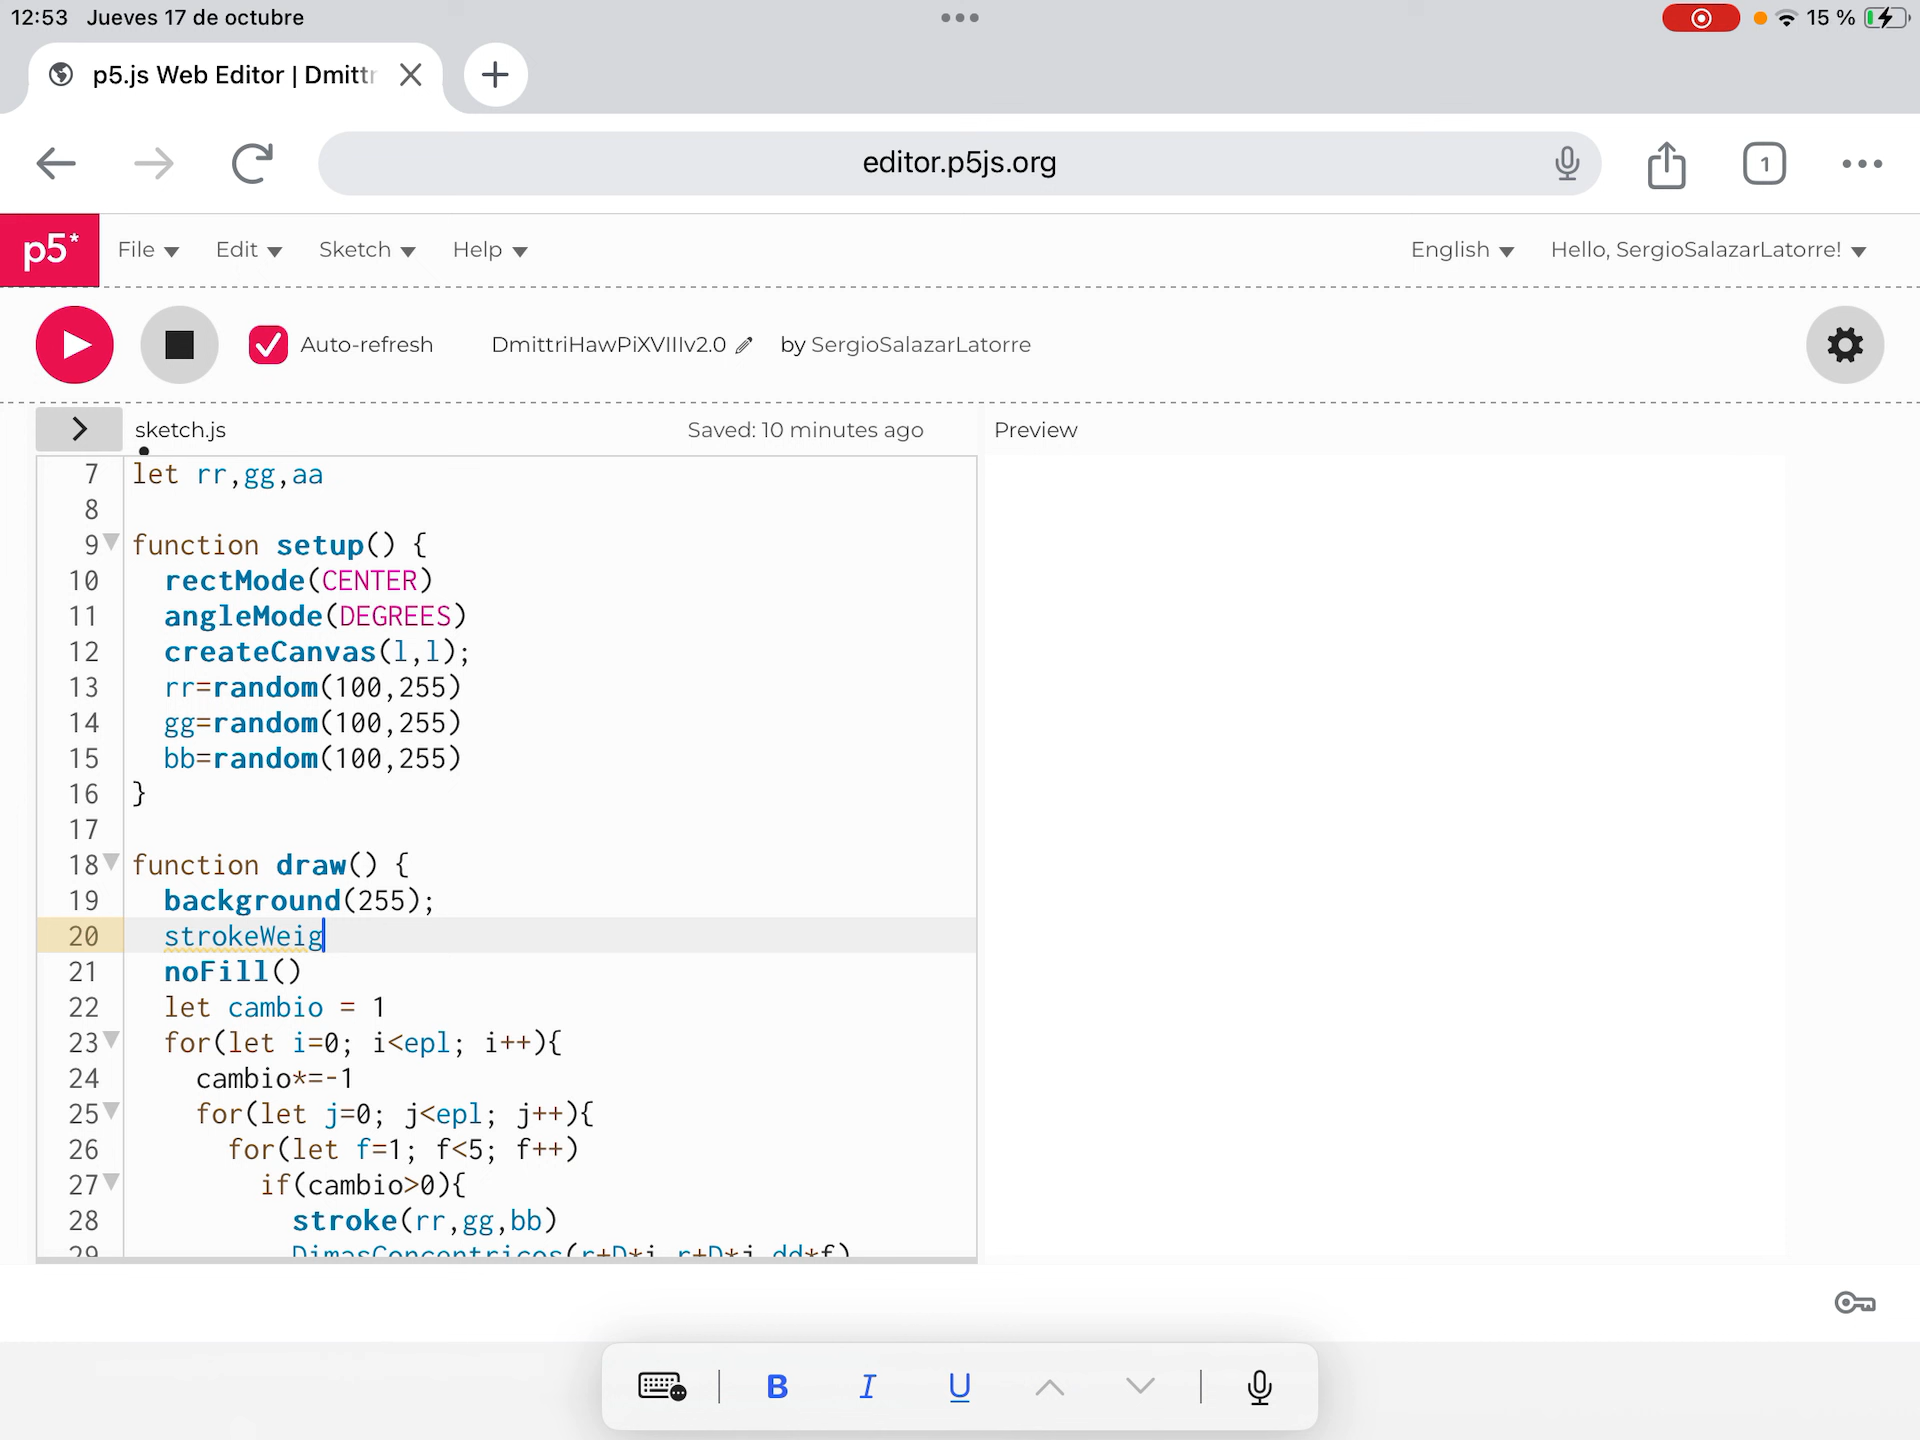 12:53 Jueves 17 de octubre
15 %
p5.js Web Editor | Dmittr
editor.p5js.org
1
p5* File Edit Sketch Help English Hello, SergioSalazarLatorre!
Auto-refresh DmittriHawPiXVIIIv2.0 by SergioSalazarLatorre
sketch.js Saved: 10 minutes ago Preview
7 let rr,gg,aa
8
9 function setup() {
10 rectMode(CENTER)
11 angleMode(DEGREES)
12 createCanvas(l,l);
13 rr=random(100,255)
14 gg=random(100,255)
15 bb=random(100,255)
16 }
17
18 function draw() {
19 background(255);
20 strokeWeig
21 noFill()
22 let cambio = 1
23 for(let i=0; i<epl; i++){
24 cambio*=-1
25 for(let j=0; j<epl; j++){
26 for(let f=1; f<5; f++)
27 if(cambio>0){
28 stroke(rr,gg,bb)
29 DimasConcentricos(r+D*i,r+D*j,dd*f)
B I U